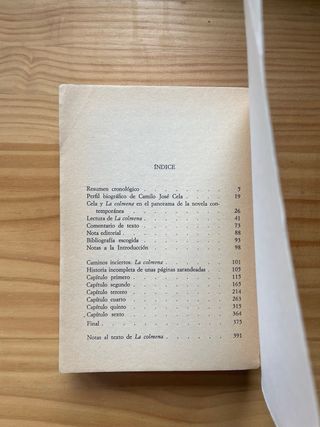 ÍNDICE
Resumen cronológico . . . . . . . 5
Perfil biográfico de Camilo José Cela . . . . 19
Cela y La colmena en el panorama de la novela con-
temporánea . . . . . . . . 26
Lectura de La colmena . . . . . . . 41
Comentario de texto . . . . . . . 73
Nota editorial . . . . . . . . 88
Bibliografía escogida . . . . . . . 93
Notas a la Introducción . . . . . . 98
Caminos inciertos. La colmena . . . . . 101
Historia incompleta de unas páginas zarandeadas . . 105
Capítulo primero . . . . . . . 115
Capítulo segundo . . . . . . . 165
Capítulo tercero . . . . . . . 214
Capítulo cuarto . . . . . . . 263
Capítulo quinto . . . . . . . 315
Capítulo sexto . . . . . . . . 364
Final . . . . . . . . . 375
Notas al texto de La colmena . . . . . 391